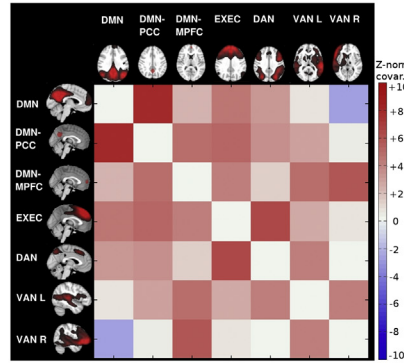 DMN DMN-PCC DMN-MPFC EXEC DAN VAN L VAN R
Z-norm
covar.
DMN
DMN-
PCC
DMN-
MPFC
EXEC
DAN
VAN L
VAN R
+10
+8
+6
+4
+2
0
-2
-4
-6
-8
-10